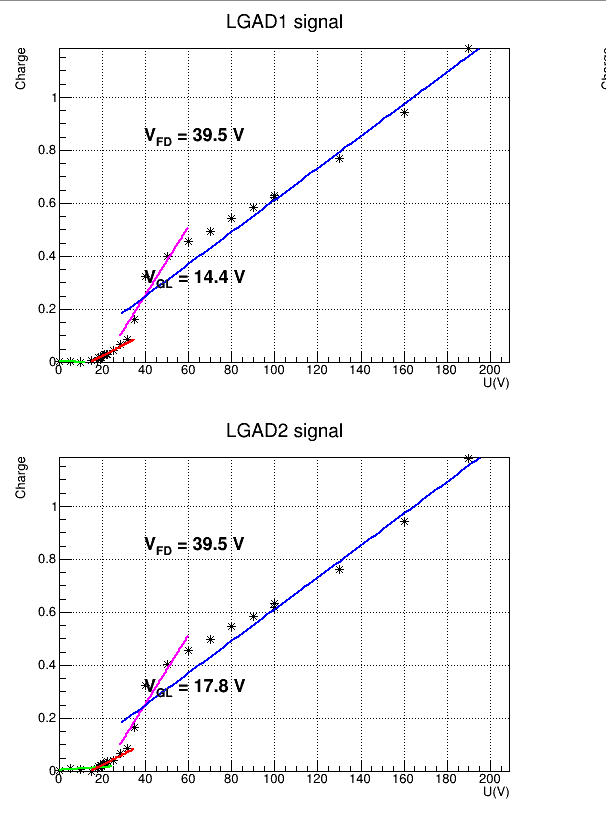 LGAD1 signal
Charge
1
0.8
0.6
0.4
0.2
0
V_FD = 39.5 V
V_GL = 14.4 V
0 20 40 60 80 100 120 140 160 180 200
U(V)
LGAD2 signal
Charge
1
0.8
0.6
0.4
0.2
0
V_FD = 39.5 V
V_GL = 17.8 V
0 20 40 60 80 100 120 140 160 180 200
U(V)